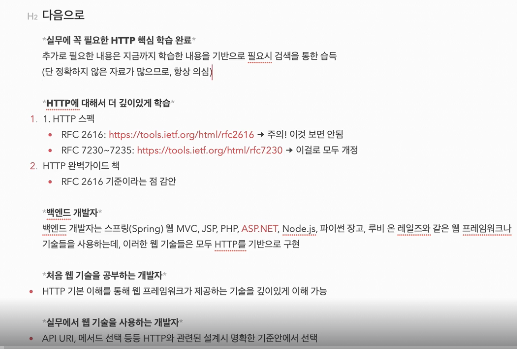 H₂ 다음으로
*실무에 꼭 필요한 HTTP 핵심 학습 완료*
추가로 필요한 내용은 지금까지 학습한 내용을 기반으로 필요시 검색을 통한 습득
(단 정확하지 않은 자료가 많으므로, 항상 의심)
*HTTP에 대해서 더 깊이있게 학습*
1. 1. HTTP 스펙
• RFC 2616: https://tools.ietf.org/html/rfc2616 → 주의! 이것 보면 안됨
• RFC 7230~7235: https://tools.ietf.org/html/rfc7230 → 이걸로 모두 개정
2. HTTP 완벽가이드 책
• RFC 2616 기준이라는 점 감안
*백엔드 개발자*
백엔드 개발자는 스프링(Spring) 웹 MVC, JSP, PHP, ASP.NET, Node.js, 파이썬 장고, 루비 온 레일즈와 같은 웹 프레임워크나
기술들을 사용하는데, 이러한 웹 기술들은 모두 HTTP를 기반으로 구현
*처음 웹 기술을 공부하는 개발자*
• HTTP 기본 이해를 통해 웹 프레임워크가 제공하는 기술을 깊이있게 이해 가능
*실무에서 웹 기술을 사용하는 개발자*
• API URI, 메서드 선택 등등 HTTP와 관련된 설계시 명확한 기준안에서 선택